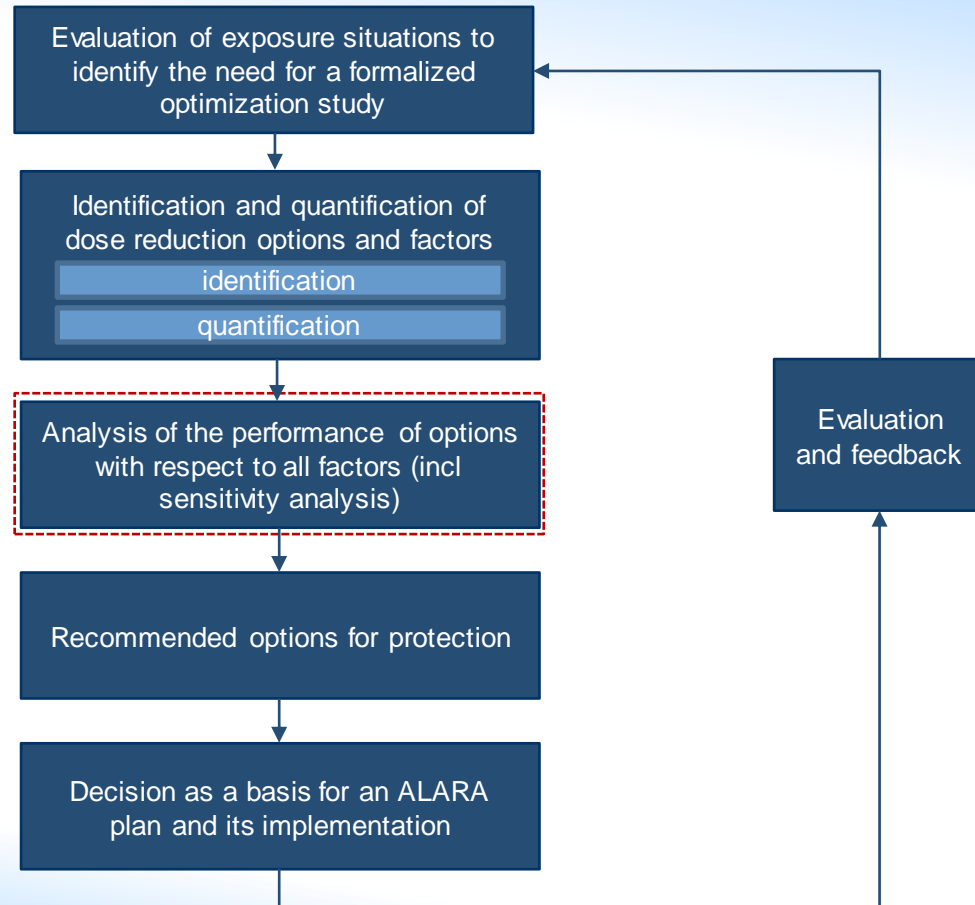 Evaluation of exposure situations to
identify the need for a formalized
optimization study
Identification and quantification of
dose reduction options and factors
identification
quantification
Analysis of the performance of options
with respect to all factors (incl
sensitivity analysis)
Evaluation
and feedback
Recommended options for protection
Decision as a basis for an ALARA
plan and its implementation